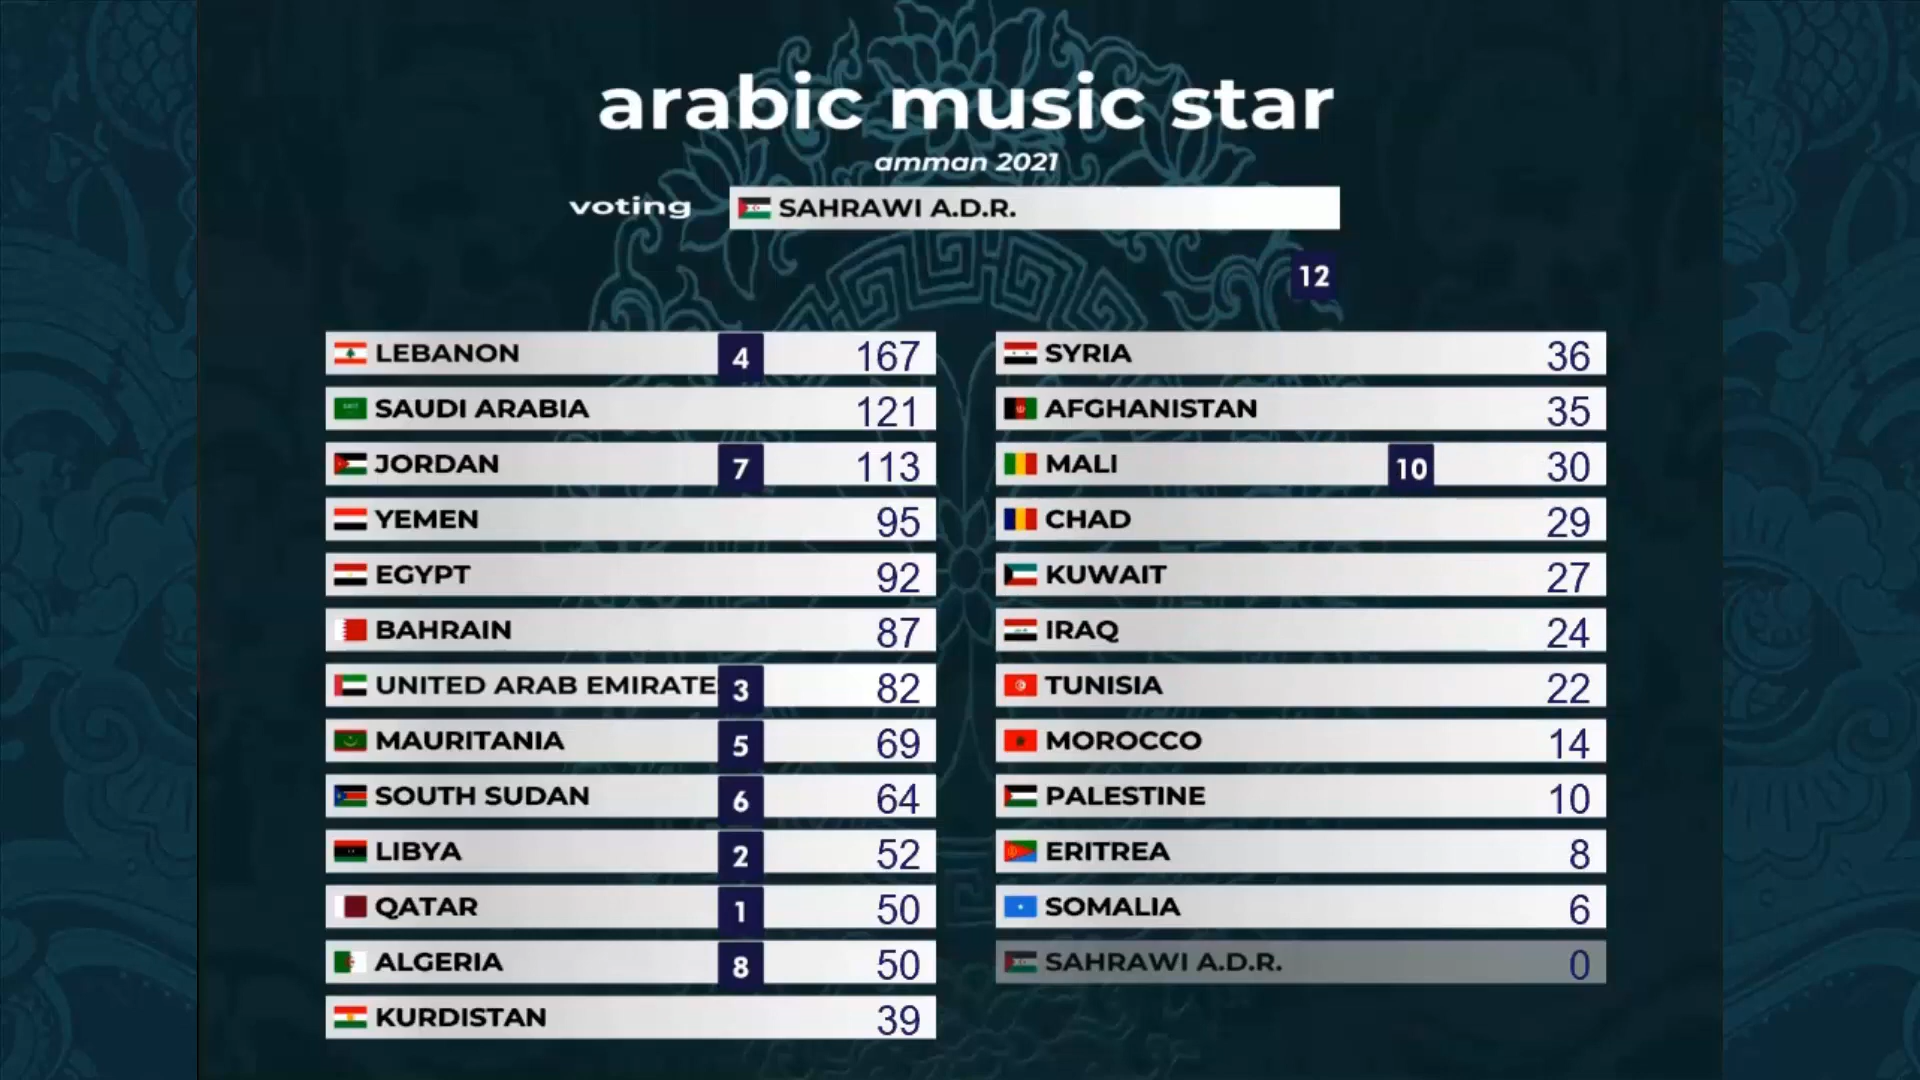 arabic music star
amman 2021
voting SAHRAWI A.D.R.
12
LEBANON 4 167
SAUDI ARABIA 121
JORDAN 7 113
YEMEN 95
EGYPT 92
BAHRAIN 87
UNITED ARAB EMIRATE 3 82
MAURITANIA 5 69
SOUTH SUDAN 6 64
LIBYA 2 52
QATAR 1 50
ALGERIA 8 50
KURDISTAN 39
SYRIA 36
AFGHANISTAN 35
MALI 10 30
CHAD 29
KUWAIT 27
IRAQ 24
TUNISIA 22
MOROCCO 14
PALESTINE 10
ERITREA 8
SOMALIA 6
SAHRAWI A.D.R. 0